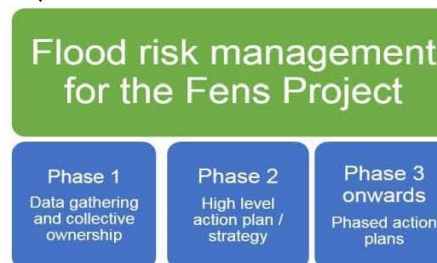 Flood risk management
for the Fens Project
Phase 1
Data gathering
and collective
ownership
Phase 2
High level
action plan /
strategy
Phase 3
onwards
Phased action
plans